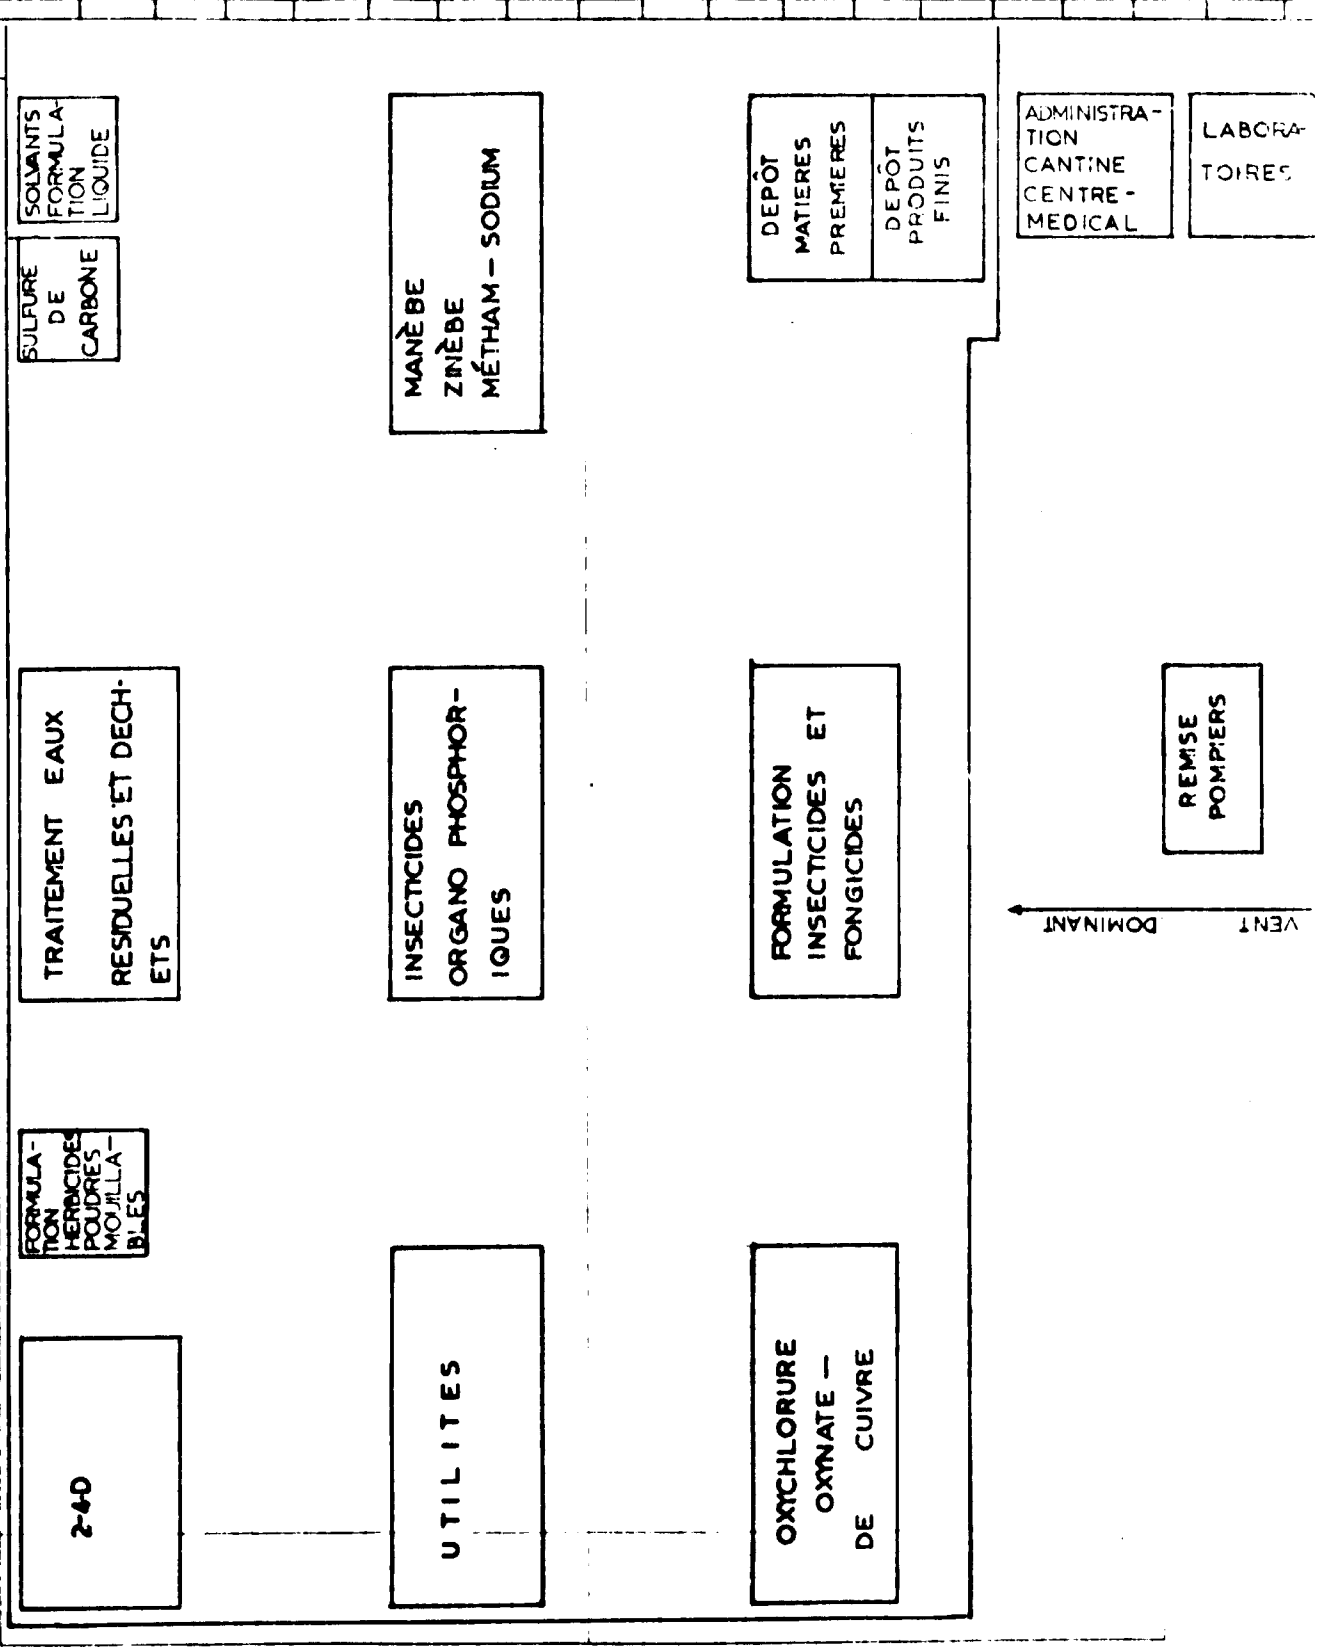 SOLVANTS
FORMULA-
TION
LIQUIDE
SULFURE
DE
CARBONE
MANÈBE
ZINÈBE
MÉTHAM - SODIUM
DEPÔT
MATIERES
PREMIERES
DEPÔT
PRODUITS
FINIS
ADMINISTRA-
TION
CANTINE
CENTRE-
MEDICAL
LABORA-
TOIRES
TRAITEMENT EAUX
RESIDUELLES ET DECH-
ETS
INSECTICIDES
ORGANO PHOSPHOR-
IQUES
FORMULATION
INSECTICIDES ET
FONGICIDES
REMISE
POMPIERS
VENT DOMINANT
FORMULA-
TION
HERBICIDES
POUDRES
MOUILLA-
BLES
2-4-D
UTILITES
OXYCHLORURE
OXYNATE -
DE CUIVRE